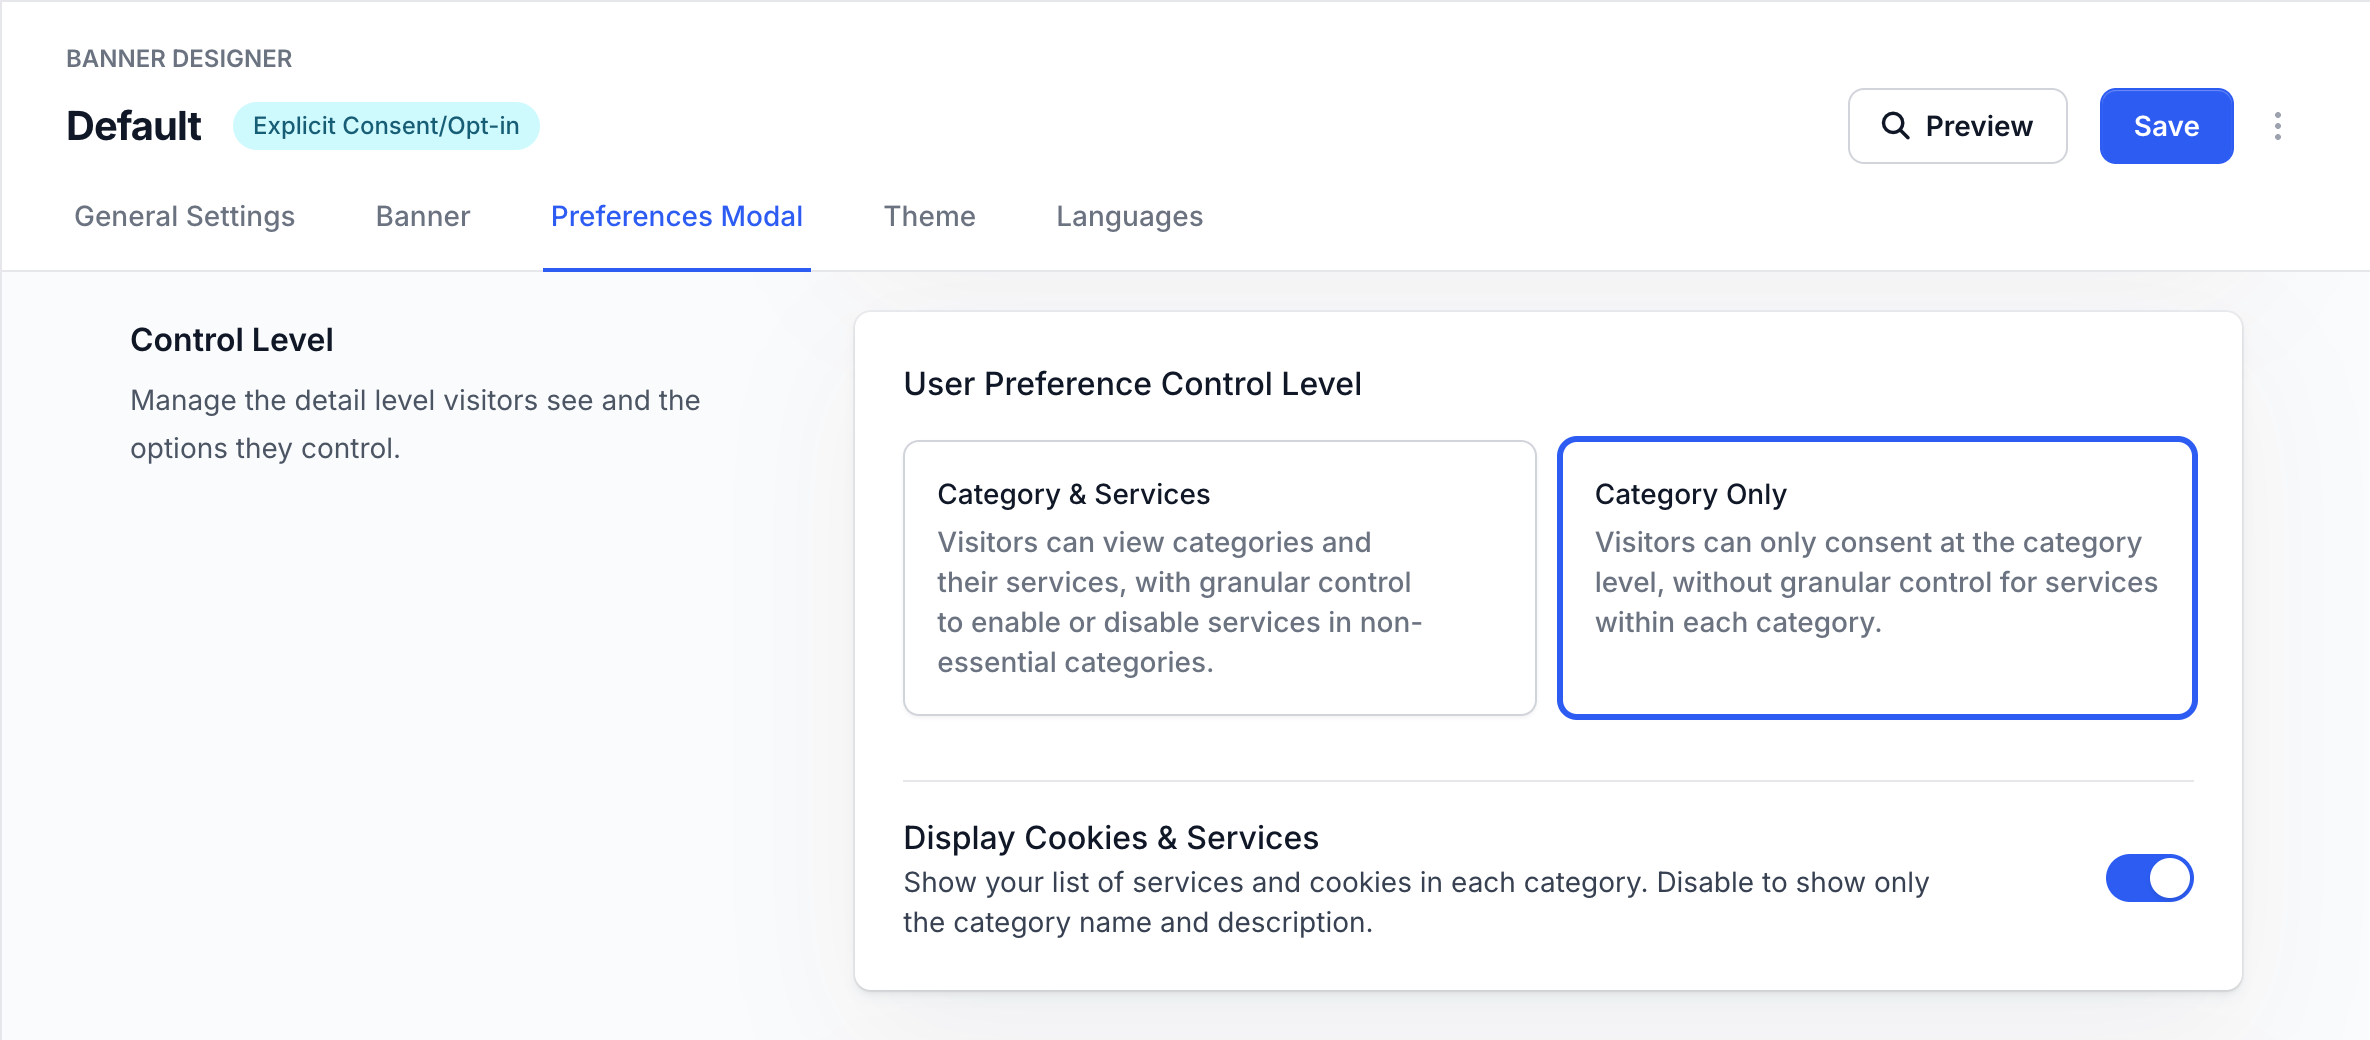 BANNER DESIGNER
Default
Explicit Consent/Opt-in
Preview
Save
General Settings
Banner
Preferences Modal
Theme
Languages
Control Level
Manage the detail level visitors see and the
options they control.
User Preference Control Level
Category & Services
Visitors can view categories and
their services, with granular control
to enable or disable services in non-
essential categories.
Category Only
Visitors can only consent at the category
level, without granular control for services
within each category.
Display Cookies & Services
Show your list of services and cookies in each category. Disable to show only
the category name and description.